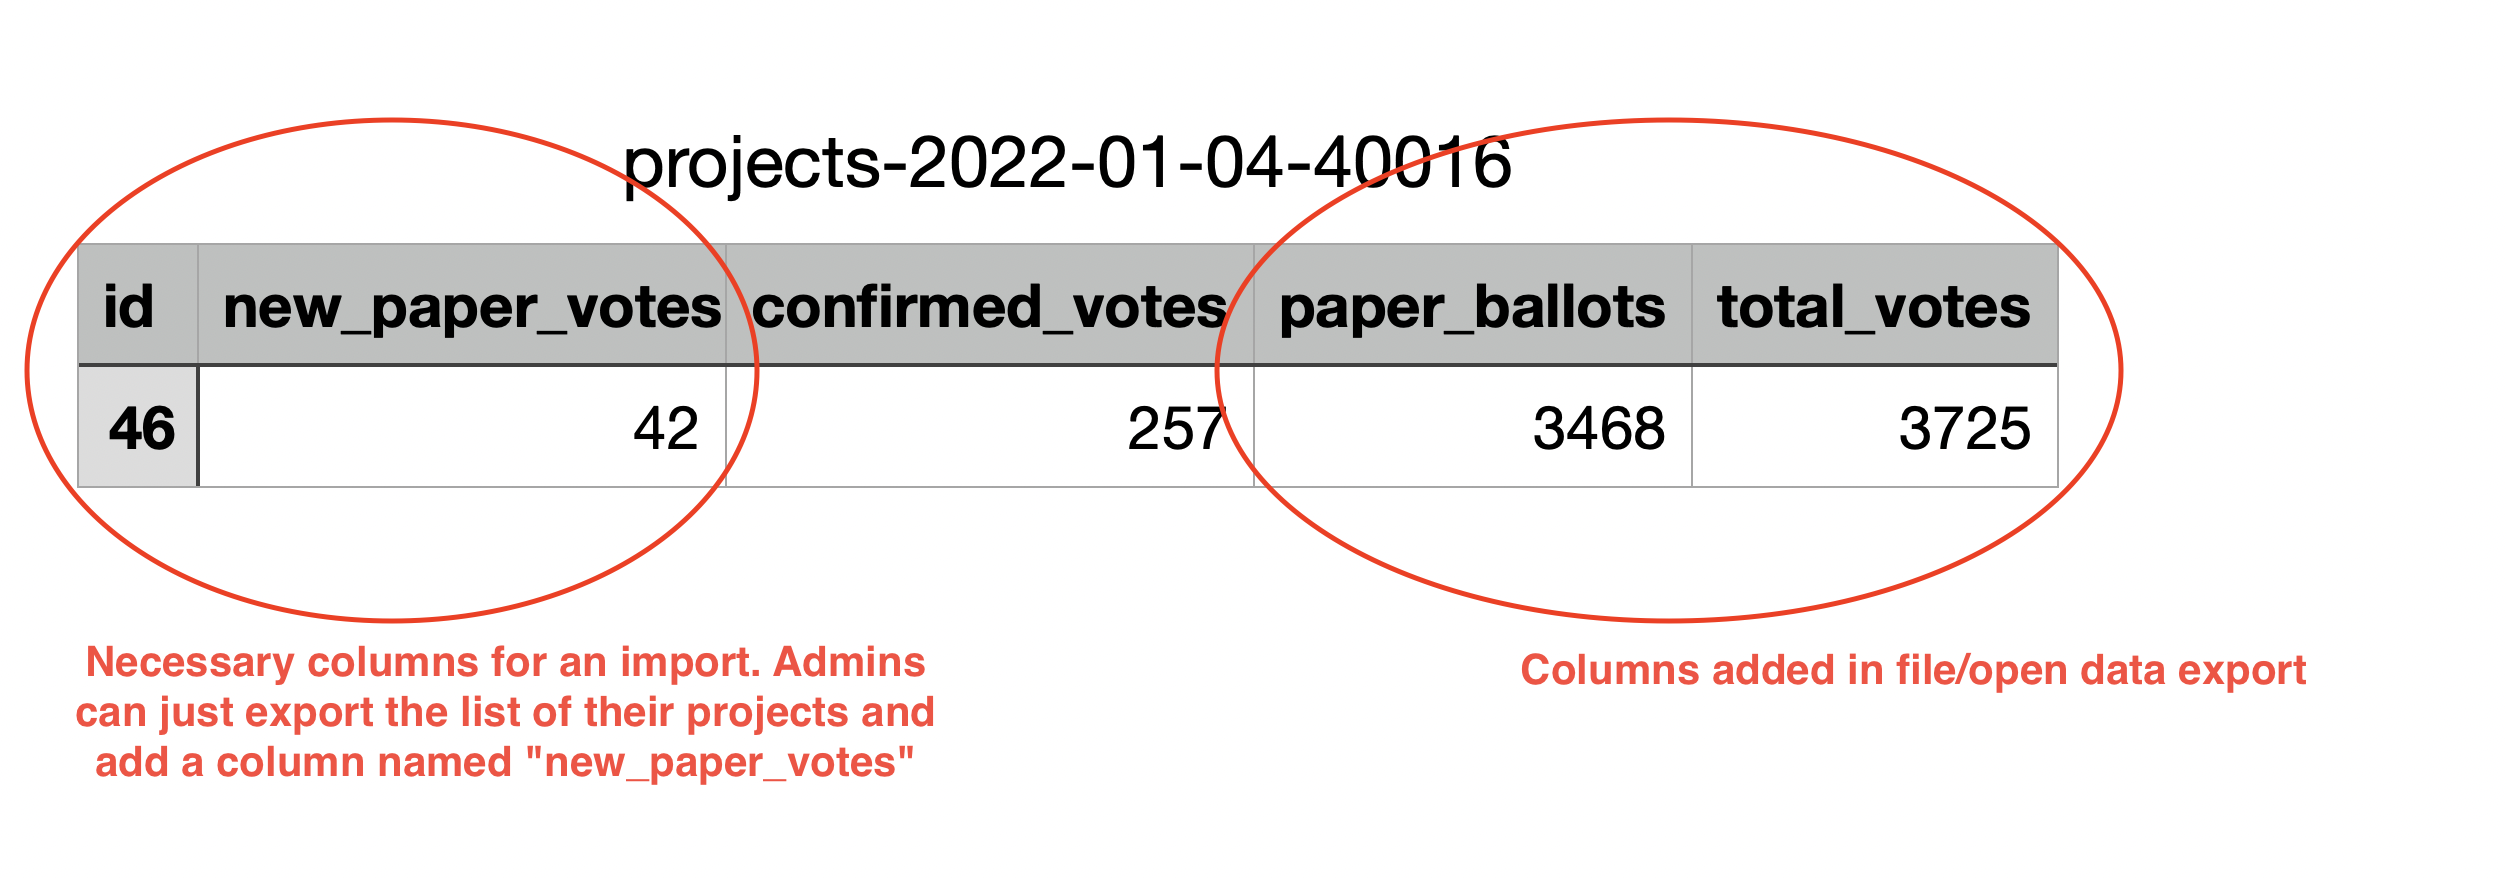 projects-2022-01-04-40016
id new_paper_votes confirmed_votes paper_ballots total_votes
46 42 257 3468 3725
Necessary columns for an import. Admins
can just export the list of their projects and
add a column named "new_paper_votes"
Columns added in file/open data export